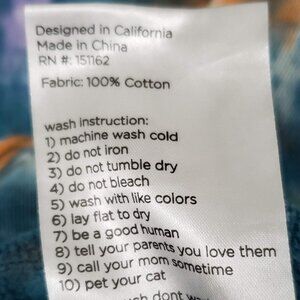 Designed in California
Made in China
RN #: 151162
Fabric: 100% Cotton
wash instruction:
1) machine wash cold
2) do not iron
3) do not tumble dry
4) do not bleach
5) wash with like colors
6) lay flat to dry
7) be a good human
8) tell your parents you love them
9) call your mom sometime
10) pet your cat
dont